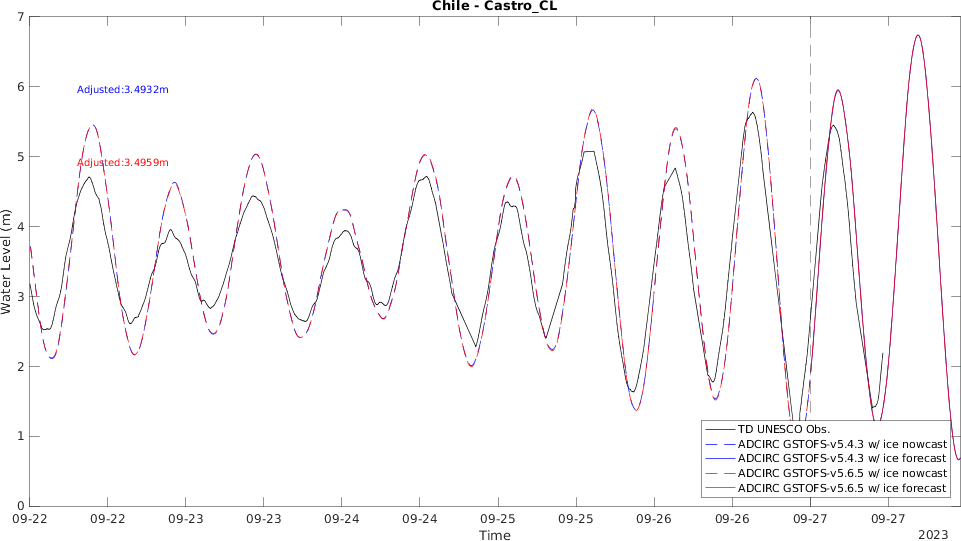 Chile - Castro_CL
7
6
5
4
3
2
1
0
Water Level (m)
Adjusted:3.4932m
Adjusted:3.4959m
TD UNESCO Obs.
ADCIRC GSTOFS-v5.4.3 w/ ice nowcast
ADCIRC GSTOFS-v5.4.3 w/ ice forecast
ADCIRC GSTOFS-v5.6.5 w/ ice nowcast
ADCIRC GSTOFS-v5.6.5 w/ ice forecast
09-22 09-22 09-23 09-23 09-24 09-24 09-25 09-25 09-26 09-26 09-27 09-27
Time
2023